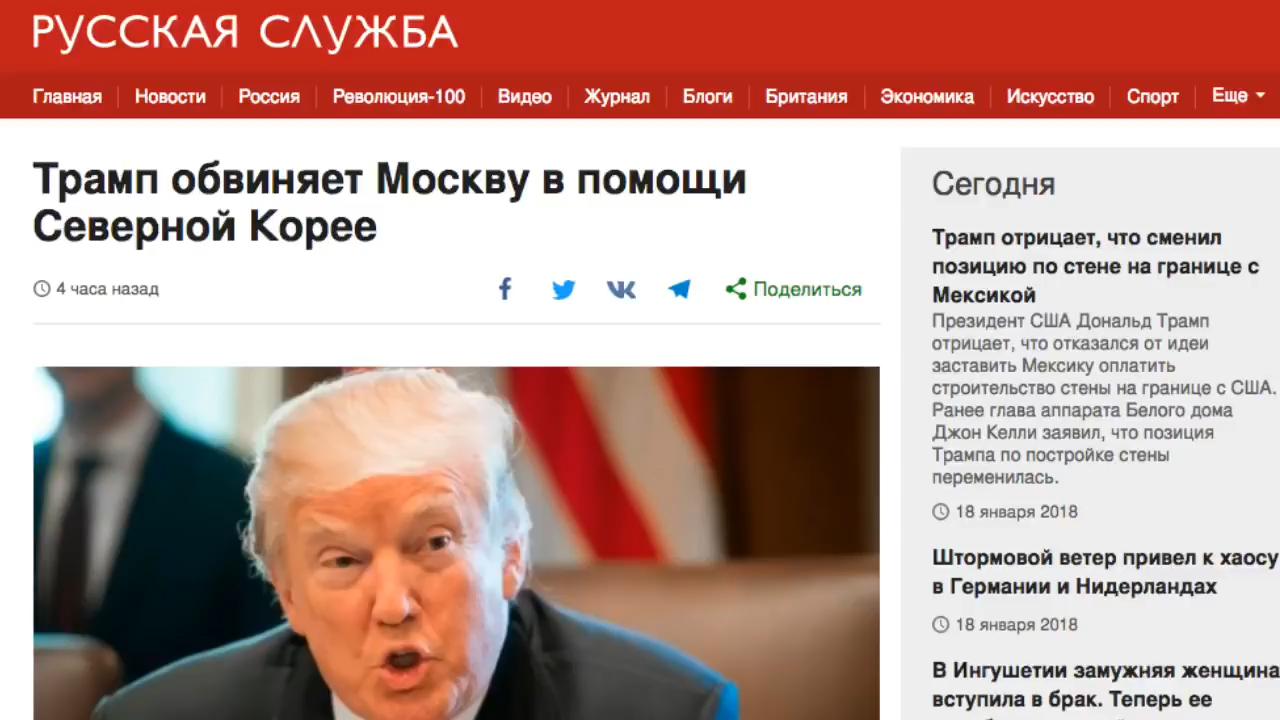 РУССКАЯ СЛУЖБА
Главная Новости Россия Революция-100 Видео Журнал Блоги Британия Экономика Искусство Спорт Еще
Трамп обвиняет Москву в помощи
Северной Корее
4 часа назад
Поделиться
Сегодня
Трамп отрицает, что сменил
позицию по стене на границе с
Мексикой
Президент США Дональд Трамп
отрицает, что отказался от идеи
заставить Мексику оплатить
строительство стены на границе с США.
Ранее глава аппарата Белого дома
Джон Келли заявил, что позиция
Трампа по постройке стены
переменилась.
18 января 2018
Штормовой ветер привел к хаосу
в Германии и Нидерландах
18 января 2018
В Ингушетии замужняя женщина
вступила в брак. Теперь ее